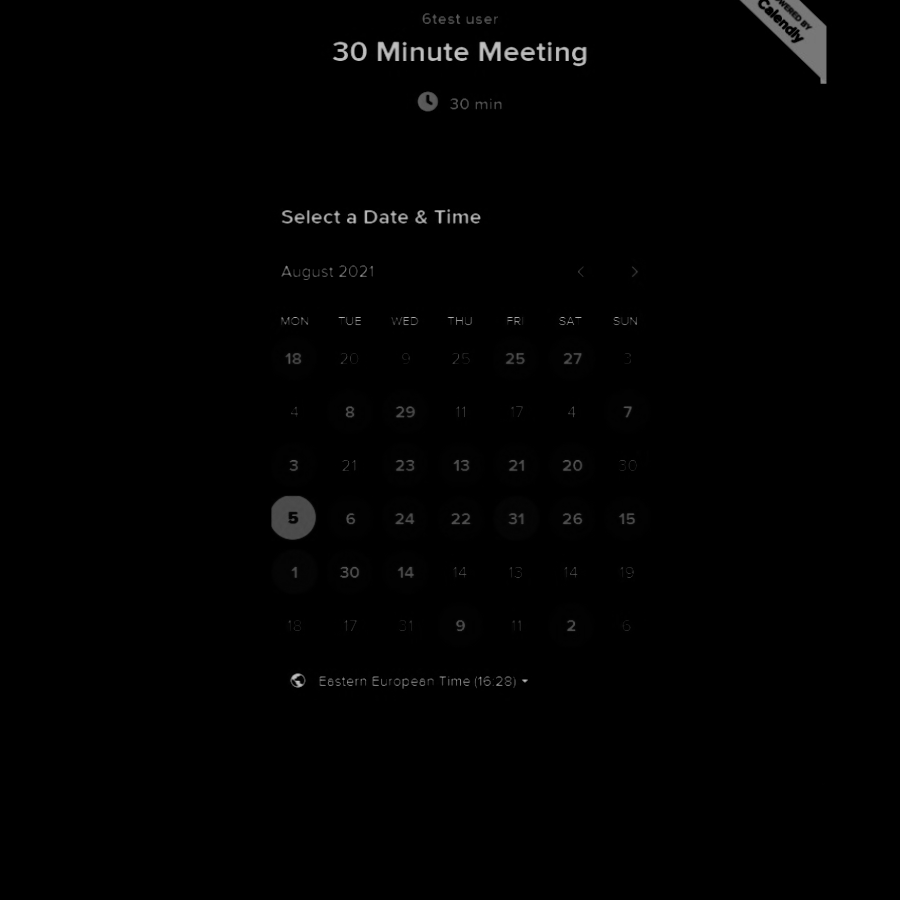 6test user
POWERED BY
Calendly
30 Minute Meeting
30 min
Select a Date & Time
August 2021
MON TUE WED THU FRI SAT SUN
18 20 9 25 25 27 3
4 8 29 11 17 4 7
3 21 23 13 21 20 30
5 6 24 22 31 26 15
1 30 14 14 13 14 19
18 17 31 9 11 2 6
Eastern European Time (16:28)